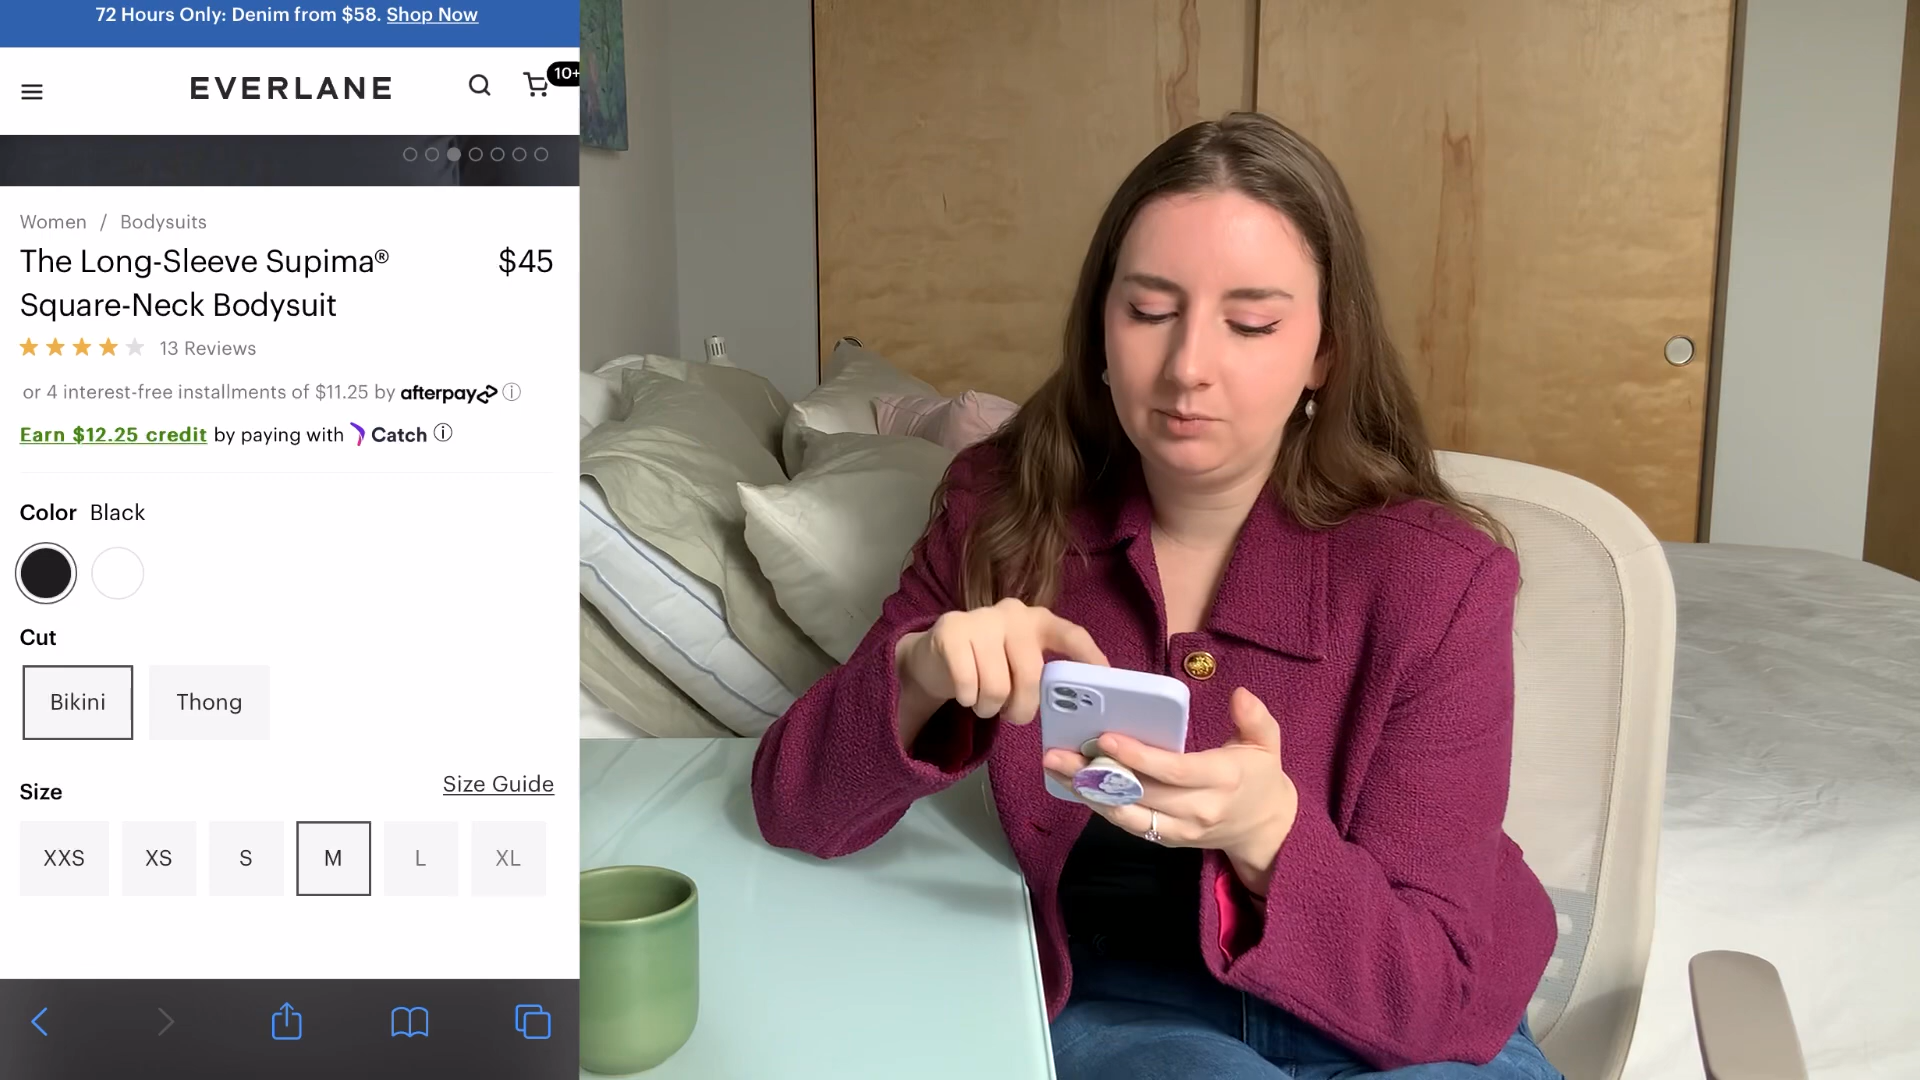 72 Hours Only: Denim from $58. Shop Now
EVERLANE
10+
Women / Bodysuits
The Long-Sleeve Supima® $45
Square-Neck Bodysuit
13 Reviews
or 4 interest-free installments of $11.25 by afterpay
Earn $12.25 credit by paying with Catch
Color Black
Cut
Bikini Thong
Size Guide
Size
XXS XS S M L XL